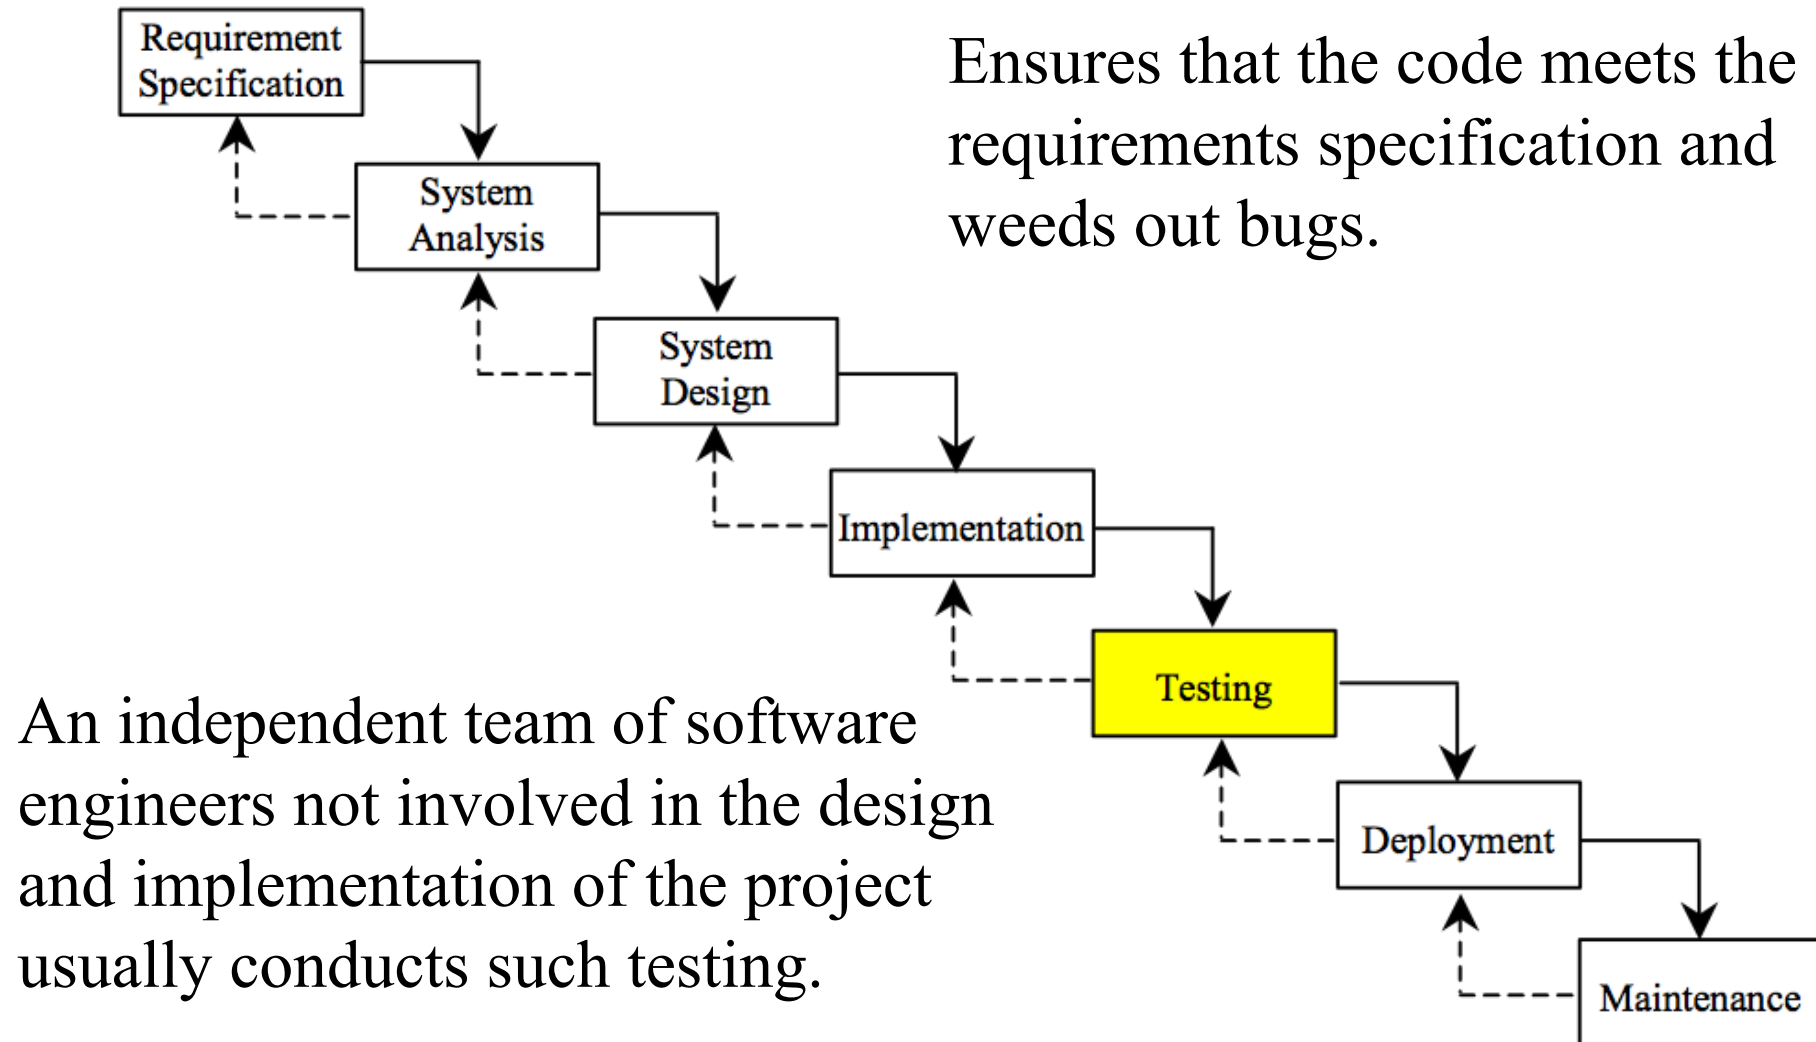 Requirement
Specification
Ensures that the code meets the
requirements specification and
weeds out bugs.
System
Analysis
System
Design
Implementation
Testing
An independent team of software
engineers not involved in the design
and implementation of the project
usually conducts such testing.
Deployment
Maintenance